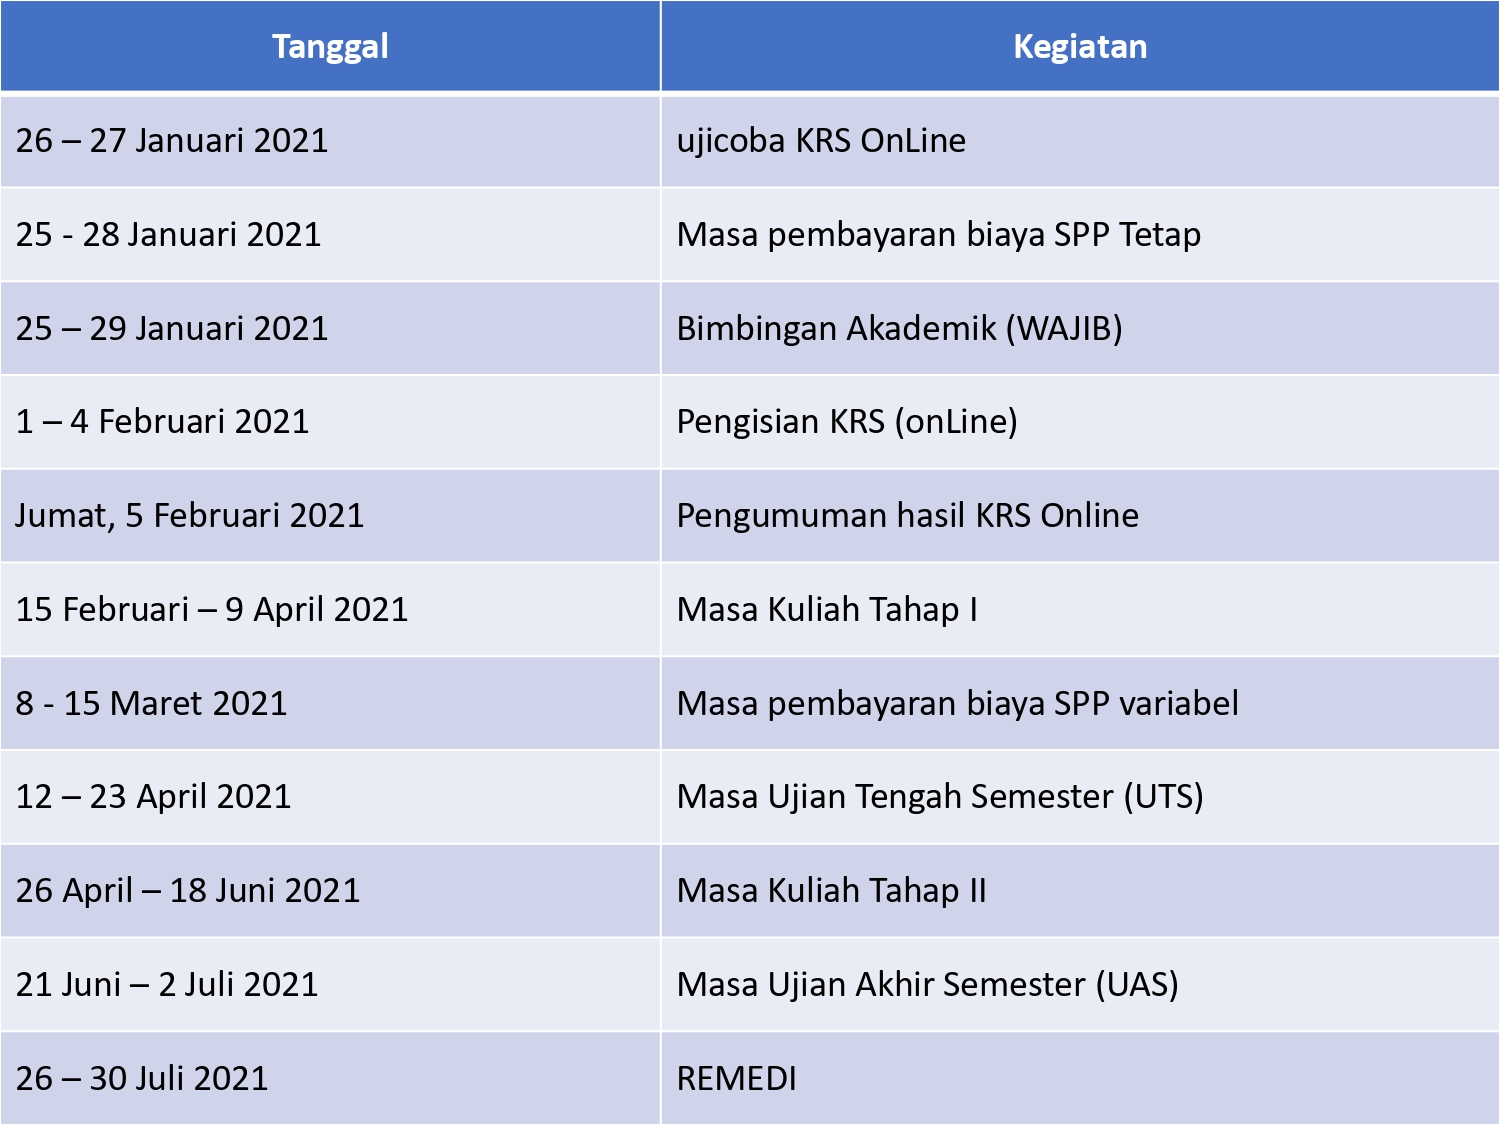 Tanggal Kegiatan
26 – 27 Januari 2021 ujicoba KRS OnLine
25 - 28 Januari 2021 Masa pembayaran biaya SPP Tetap
25 – 29 Januari 2021 Bimbingan Akademik (WAJIB)
1 – 4 Februari 2021 Pengisian KRS (onLine)
Jumat, 5 Februari 2021 Pengumuman hasil KRS Online
15 Februari – 9 April 2021 Masa Kuliah Tahap I
8 - 15 Maret 2021 Masa pembayaran biaya SPP variabel
12 – 23 April 2021 Masa Ujian Tengah Semester (UTS)
26 April – 18 Juni 2021 Masa Kuliah Tahap II
21 Juni – 2 Juli 2021 Masa Ujian Akhir Semester (UAS)
26 – 30 Juli 2021 REMEDI